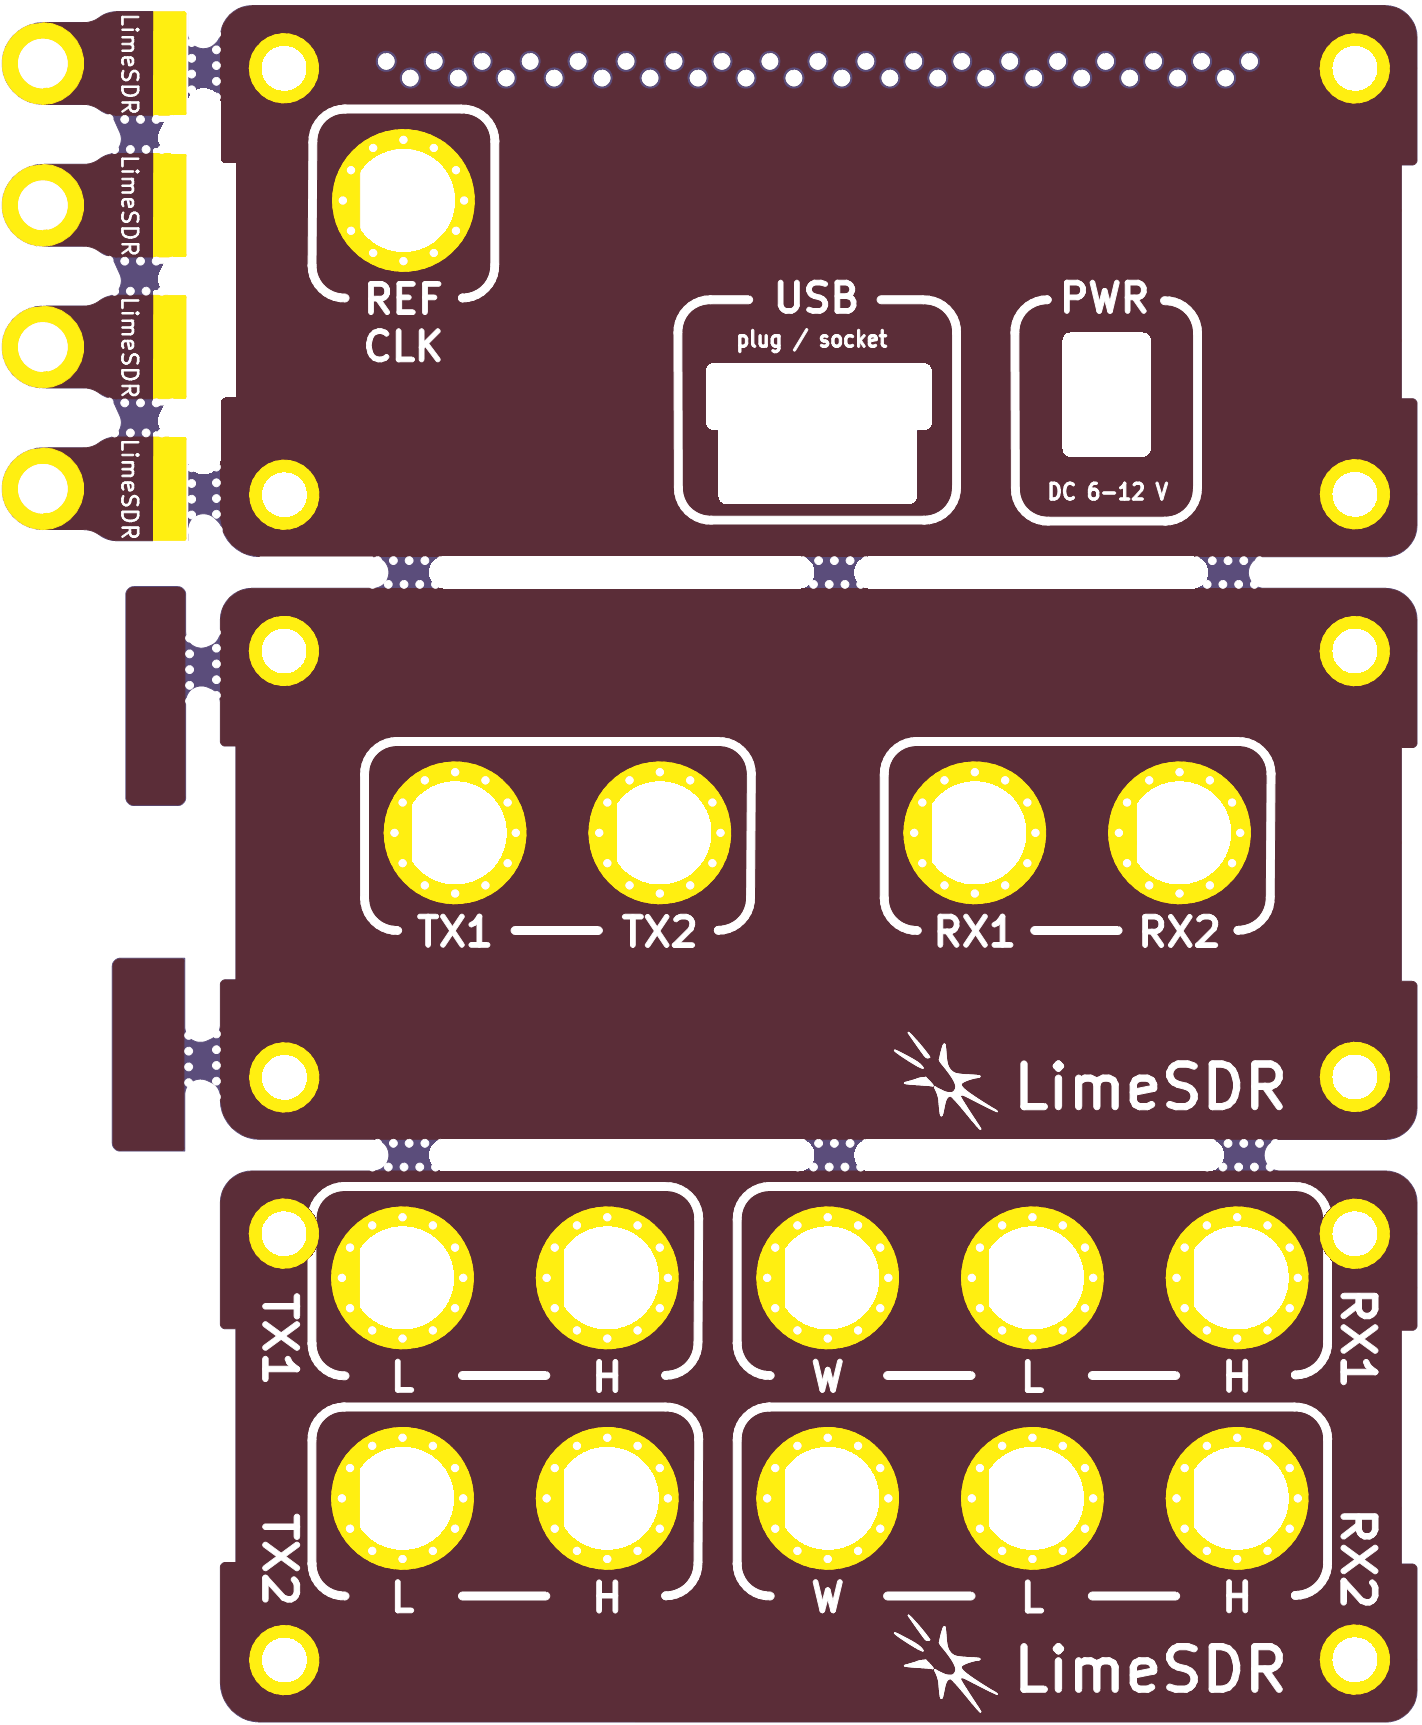 LimeSDR
LimeSDR
LimeSDR
LimeSDR
REF
CLK
USB
plug / socket
PWR
DC 6-12 V
TX1
TX2
RX1
RX2
LimeSDR
TX1
L
H
W
L
H
RX1
TX2
L
H
W
L
H
RX2
LimeSDR